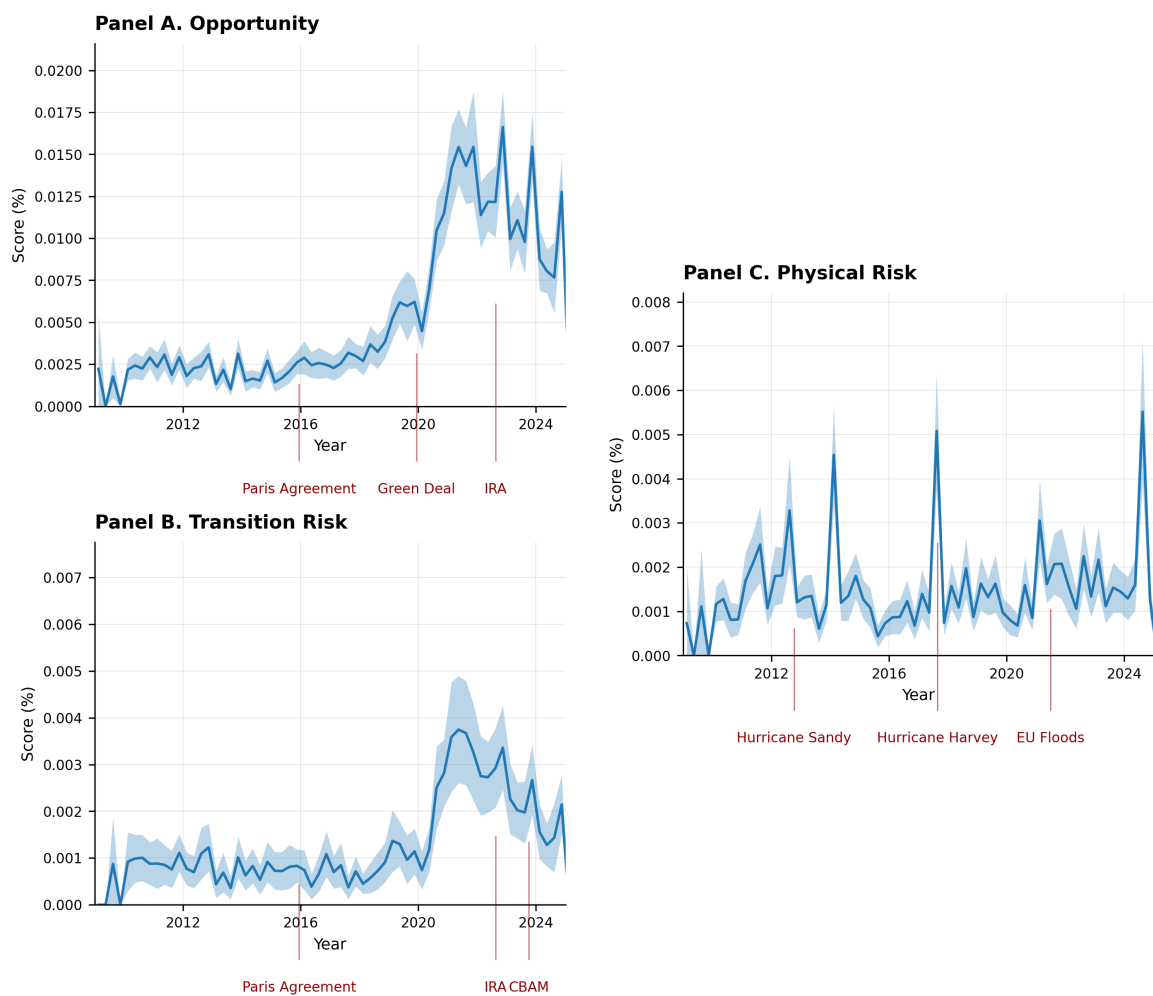 Panel A. Opportunity
Score (%)
0.0200
0.0175
0.0150
0.0125
0.0100
0.0075
0.0050
0.0025
0.0000
2012 2016 2020 2024
Year
Paris Agreement Green Deal IRA
Panel B. Transition Risk
Score (%)
0.007
0.006
0.005
0.004
0.003
0.002
0.001
0.000
2012 2016 2020 2024
Year
Paris Agreement IRA CBAM
Panel C. Physical Risk
Score (%)
0.008
0.007
0.006
0.005
0.004
0.003
0.002
0.001
0.000
2012 2016 2020 2024
Year
Hurricane Sandy Hurricane Harvey EU Floods